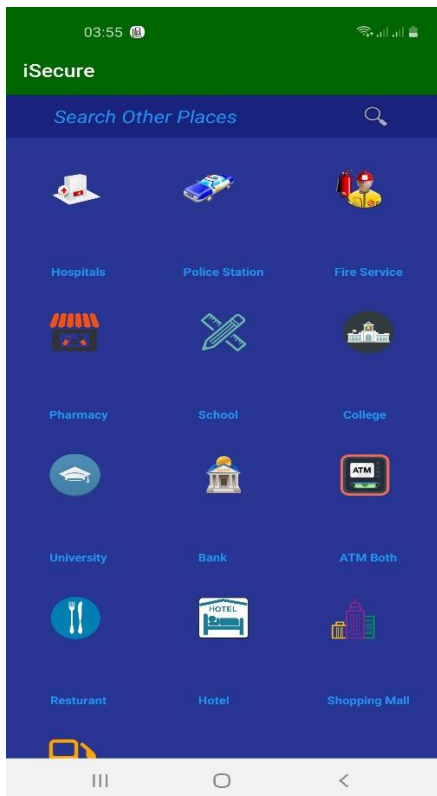 03:55
iSecure
Search Other Places
Hospitals Police Station Fire Service
Pharmacy School College
ATM
University Bank ATM Both
HOTEL
Resturant Hotel Shopping Mall